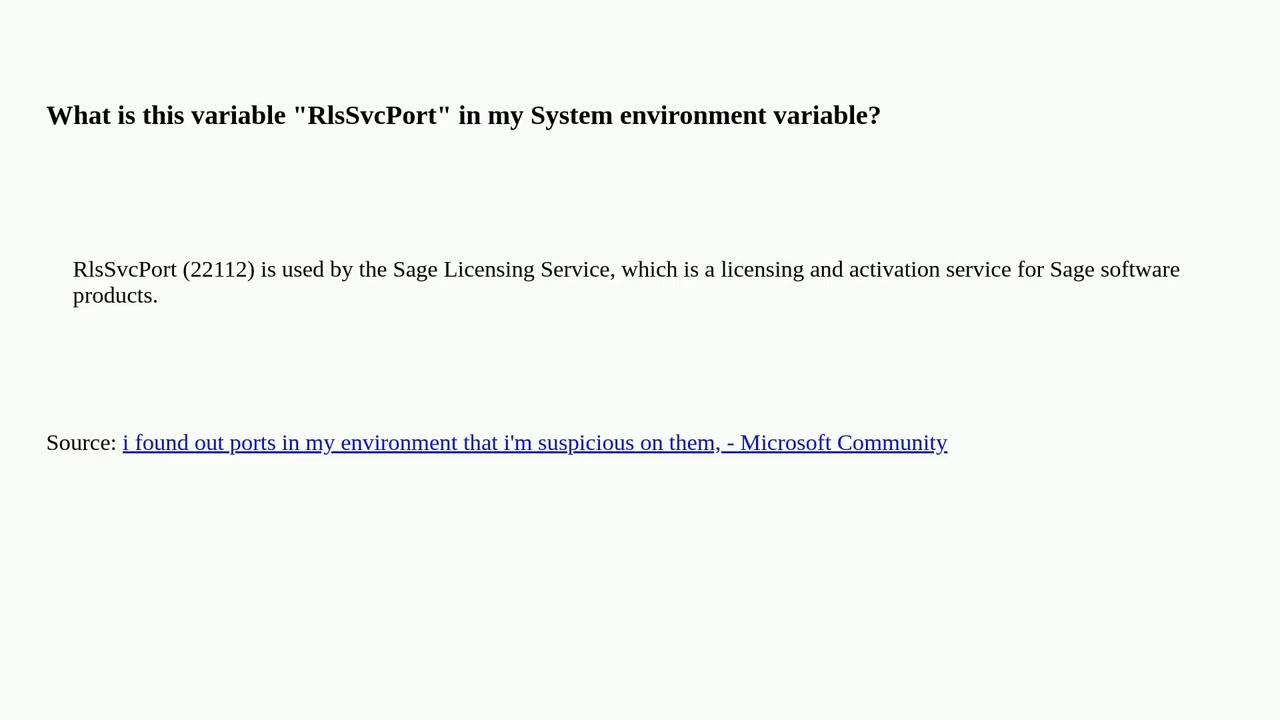 What is this variable "RlsSvcPort" in my System environment variable?
RlsSvcPort (22112) is used by the Sage Licensing Service, which is a licensing and activation service for Sage software
products.
Source: i found out ports in my environment that i'm suspicious on them, - Microsoft Community